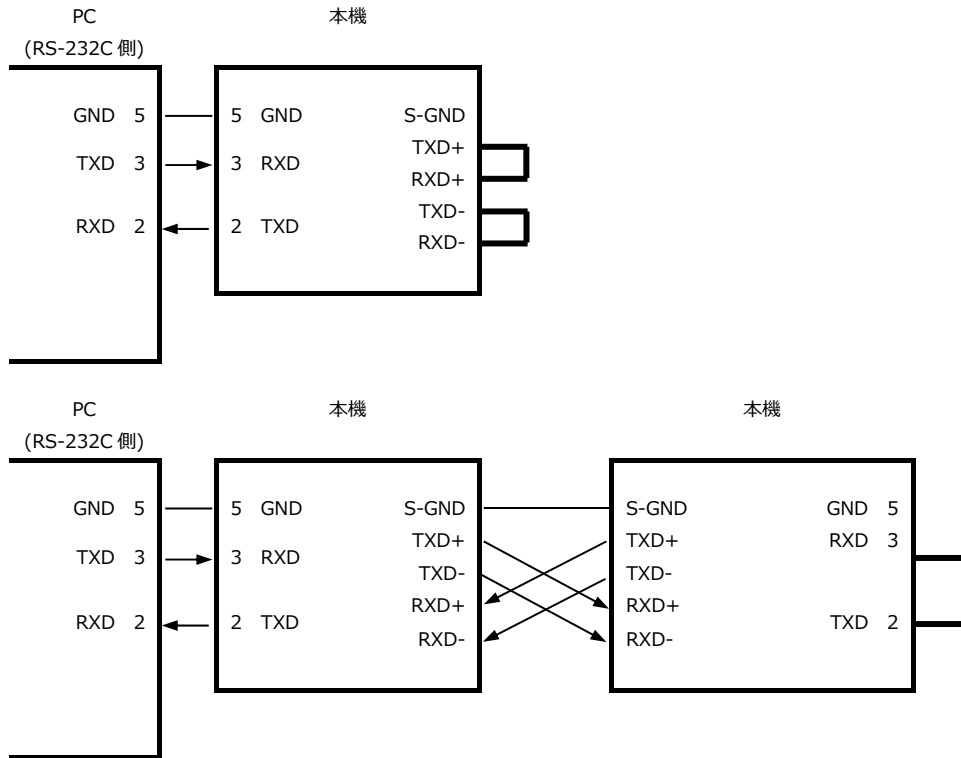 PC 本機
(RS-232C 側)
GND 5 5 GND S-GND
TXD+
TXD 3 3 RXD
RXD+
TXD-
RXD 2 2 TXD
RXD-
PC 本機 本機
(RS-232C 側)
GND 5 5 GND S-GND S-GND GND 5
TXD+ TXD+ RXD 3
TXD 3 3 RXD
TXD- TXD-
RXD+ RXD+
RXD 2 2 TXD TXD 2
RXD- RXD-